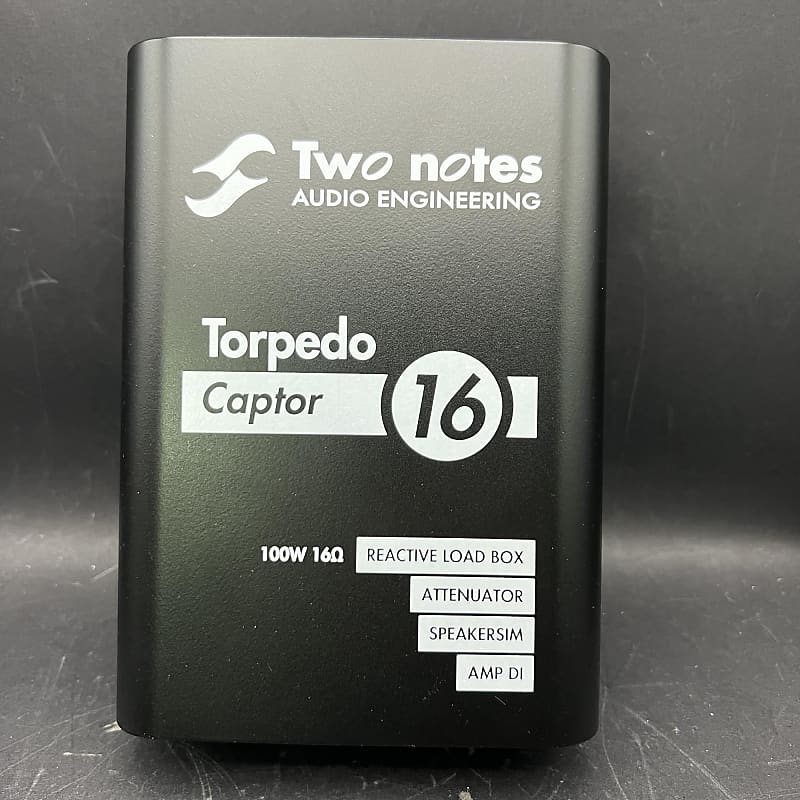 Two notes
AUDIO ENGINEERING
Torpedo
Captor 16
100W 16Ω REACTIVE LOAD BOX
ATTENUATOR
SPEAKERSIM
AMP DI